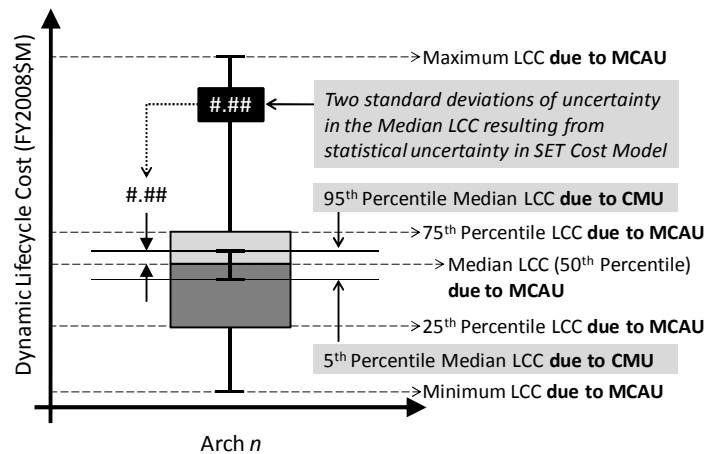 Dynamic Lifecycle Cost (FY2008$M)
Maximum LCC due to MCAU
#.##
Two standard deviations of uncertainty
in the Median LCC resulting from
statistical uncertainty in SET Cost Model
#.##
95th Percentile Median LCC due to CMU
75th Percentile LCC due to MCAU
Median LCC (50th Percentile)
due to MCAU
25th Percentile LCC due to MCAU
5th Percentile Median LCC due to CMU
Minimum LCC due to MCAU
Arch n